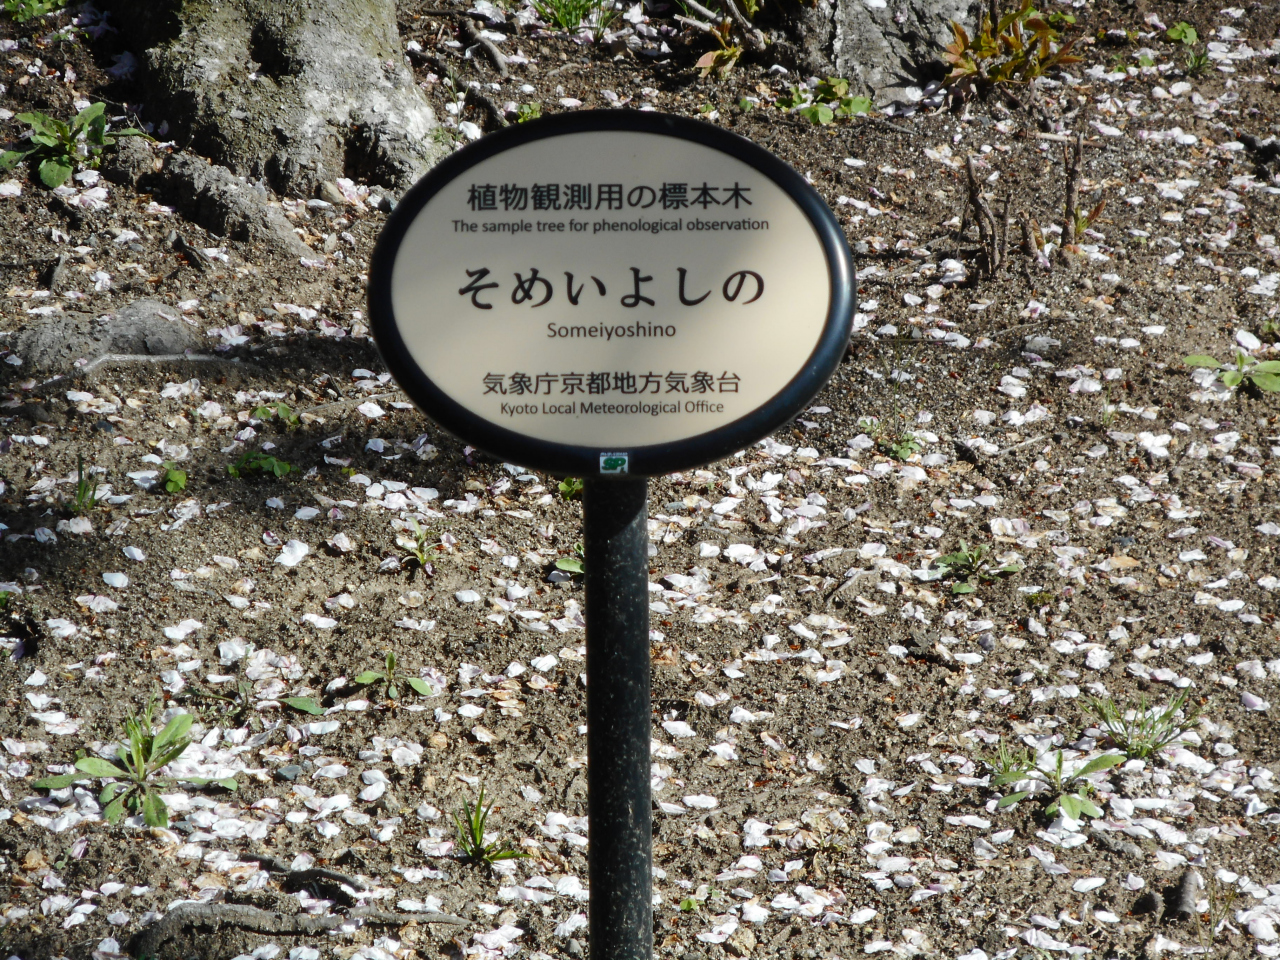 植物観測用の標本木
The sample tree for phenological observation
そめいよしの
Someiyoshino
気象庁京都地方気象台
Kyoto Local Meteorological Office